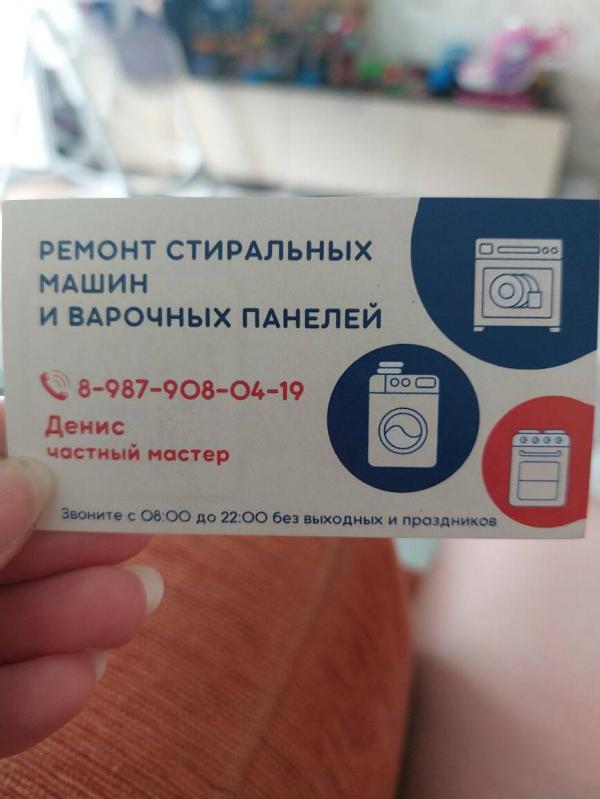 РЕМОНТ СТИРАЛЬНЫХ
МАШИН
И ВАРОЧНЫХ ПАНЕЛЕЙ
8-987-908-04-19
Денис
частный мастер
Звоните с 08:00 до 22:00 без выходных и праздников